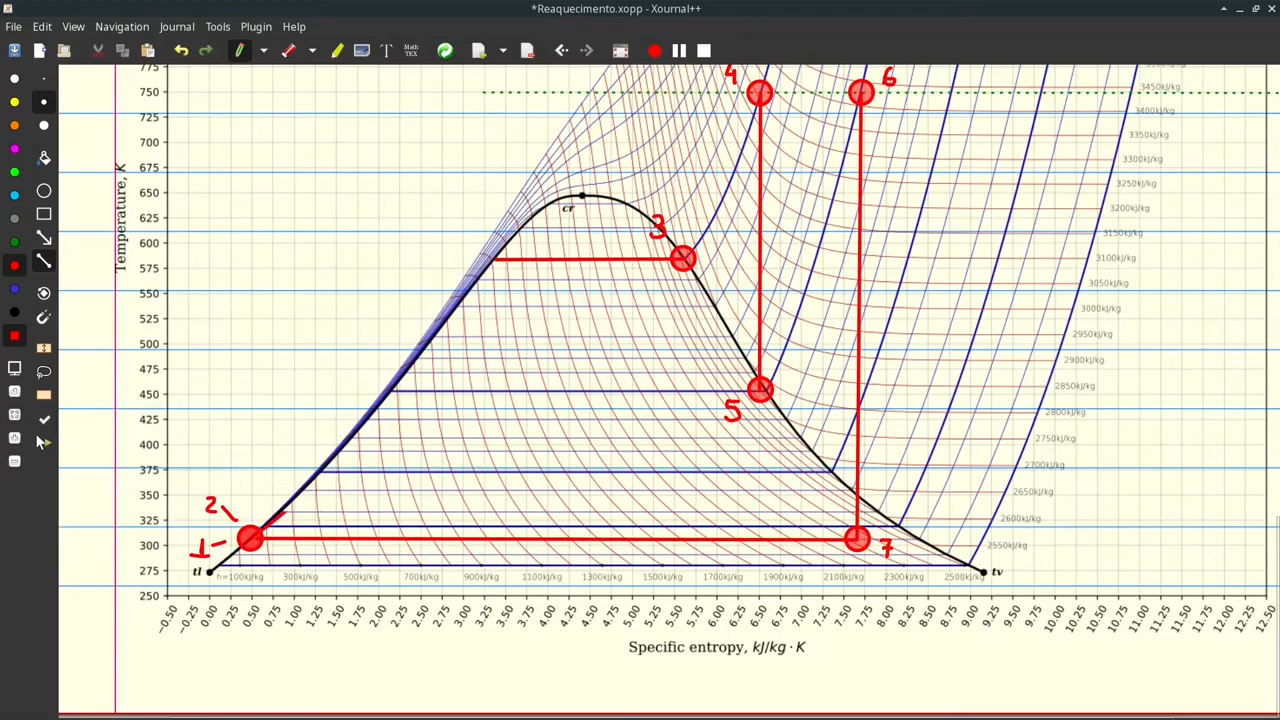 *Reaquecimento.xopp - Xournal++
File Edit View Navigation Journal Tools Plugin Help
Math
TEX
T
775
750
725
700
675
650
625
600
575
550
525
500
475
450
425
400
375
350
325
300
275
250
Temperature, K
4
6
3
5
2
1
7
cr
tl
tv
3450kJ/kg
3400kJ/kg
3350kJ/kg
3300kJ/kg
3250kJ/kg
3200kJ/kg
3150kJ/kg
3100kJ/kg
3050kJ/kg
3000kJ/kg
2950kJ/kg
2900kJ/kg
2850kJ/kg
2800kJ/kg
2750kJ/kg
2700kJ/kg
2650kJ/kg
2600kJ/kg
2550kJ/kg
h=100kJ/kg 300kJ/kg 500kJ/kg 700kJ/kg 900kJ/kg 1100kJ/kg 1300kJ/kg 1500kJ/kg 1700kJ/kg 1900kJ/kg 2100kJ/kg 2300kJ/kg 2500kJ/kg
−0.50 −0.25 0.00 0.25 0.50 0.75 1.00 1.25 1.50 1.75 2.00 2.25 2.50 2.75 3.00 3.25 3.50 3.75 4.00 4.25 4.50 4.75 5.00 5.25 5.50 5.75 6.00 6.25 6.50 6.75 7.00 7.25 7.50 7.75 8.00 8.25 8.50 8.75 9.00 9.25 9.50 9.75 10.00 10.25 10.50 10.75 11.00 11.25 11.50 11.75 12.00 12.25 12.50
Specific entropy, kJ/kg · K